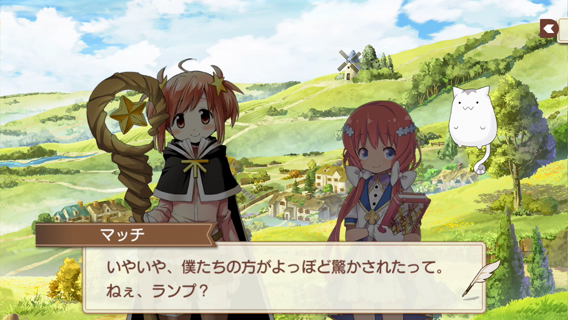 マッチ
いやいや、僕たちの方がよっぽど驚かされたって。
ねぇ、ランプ？